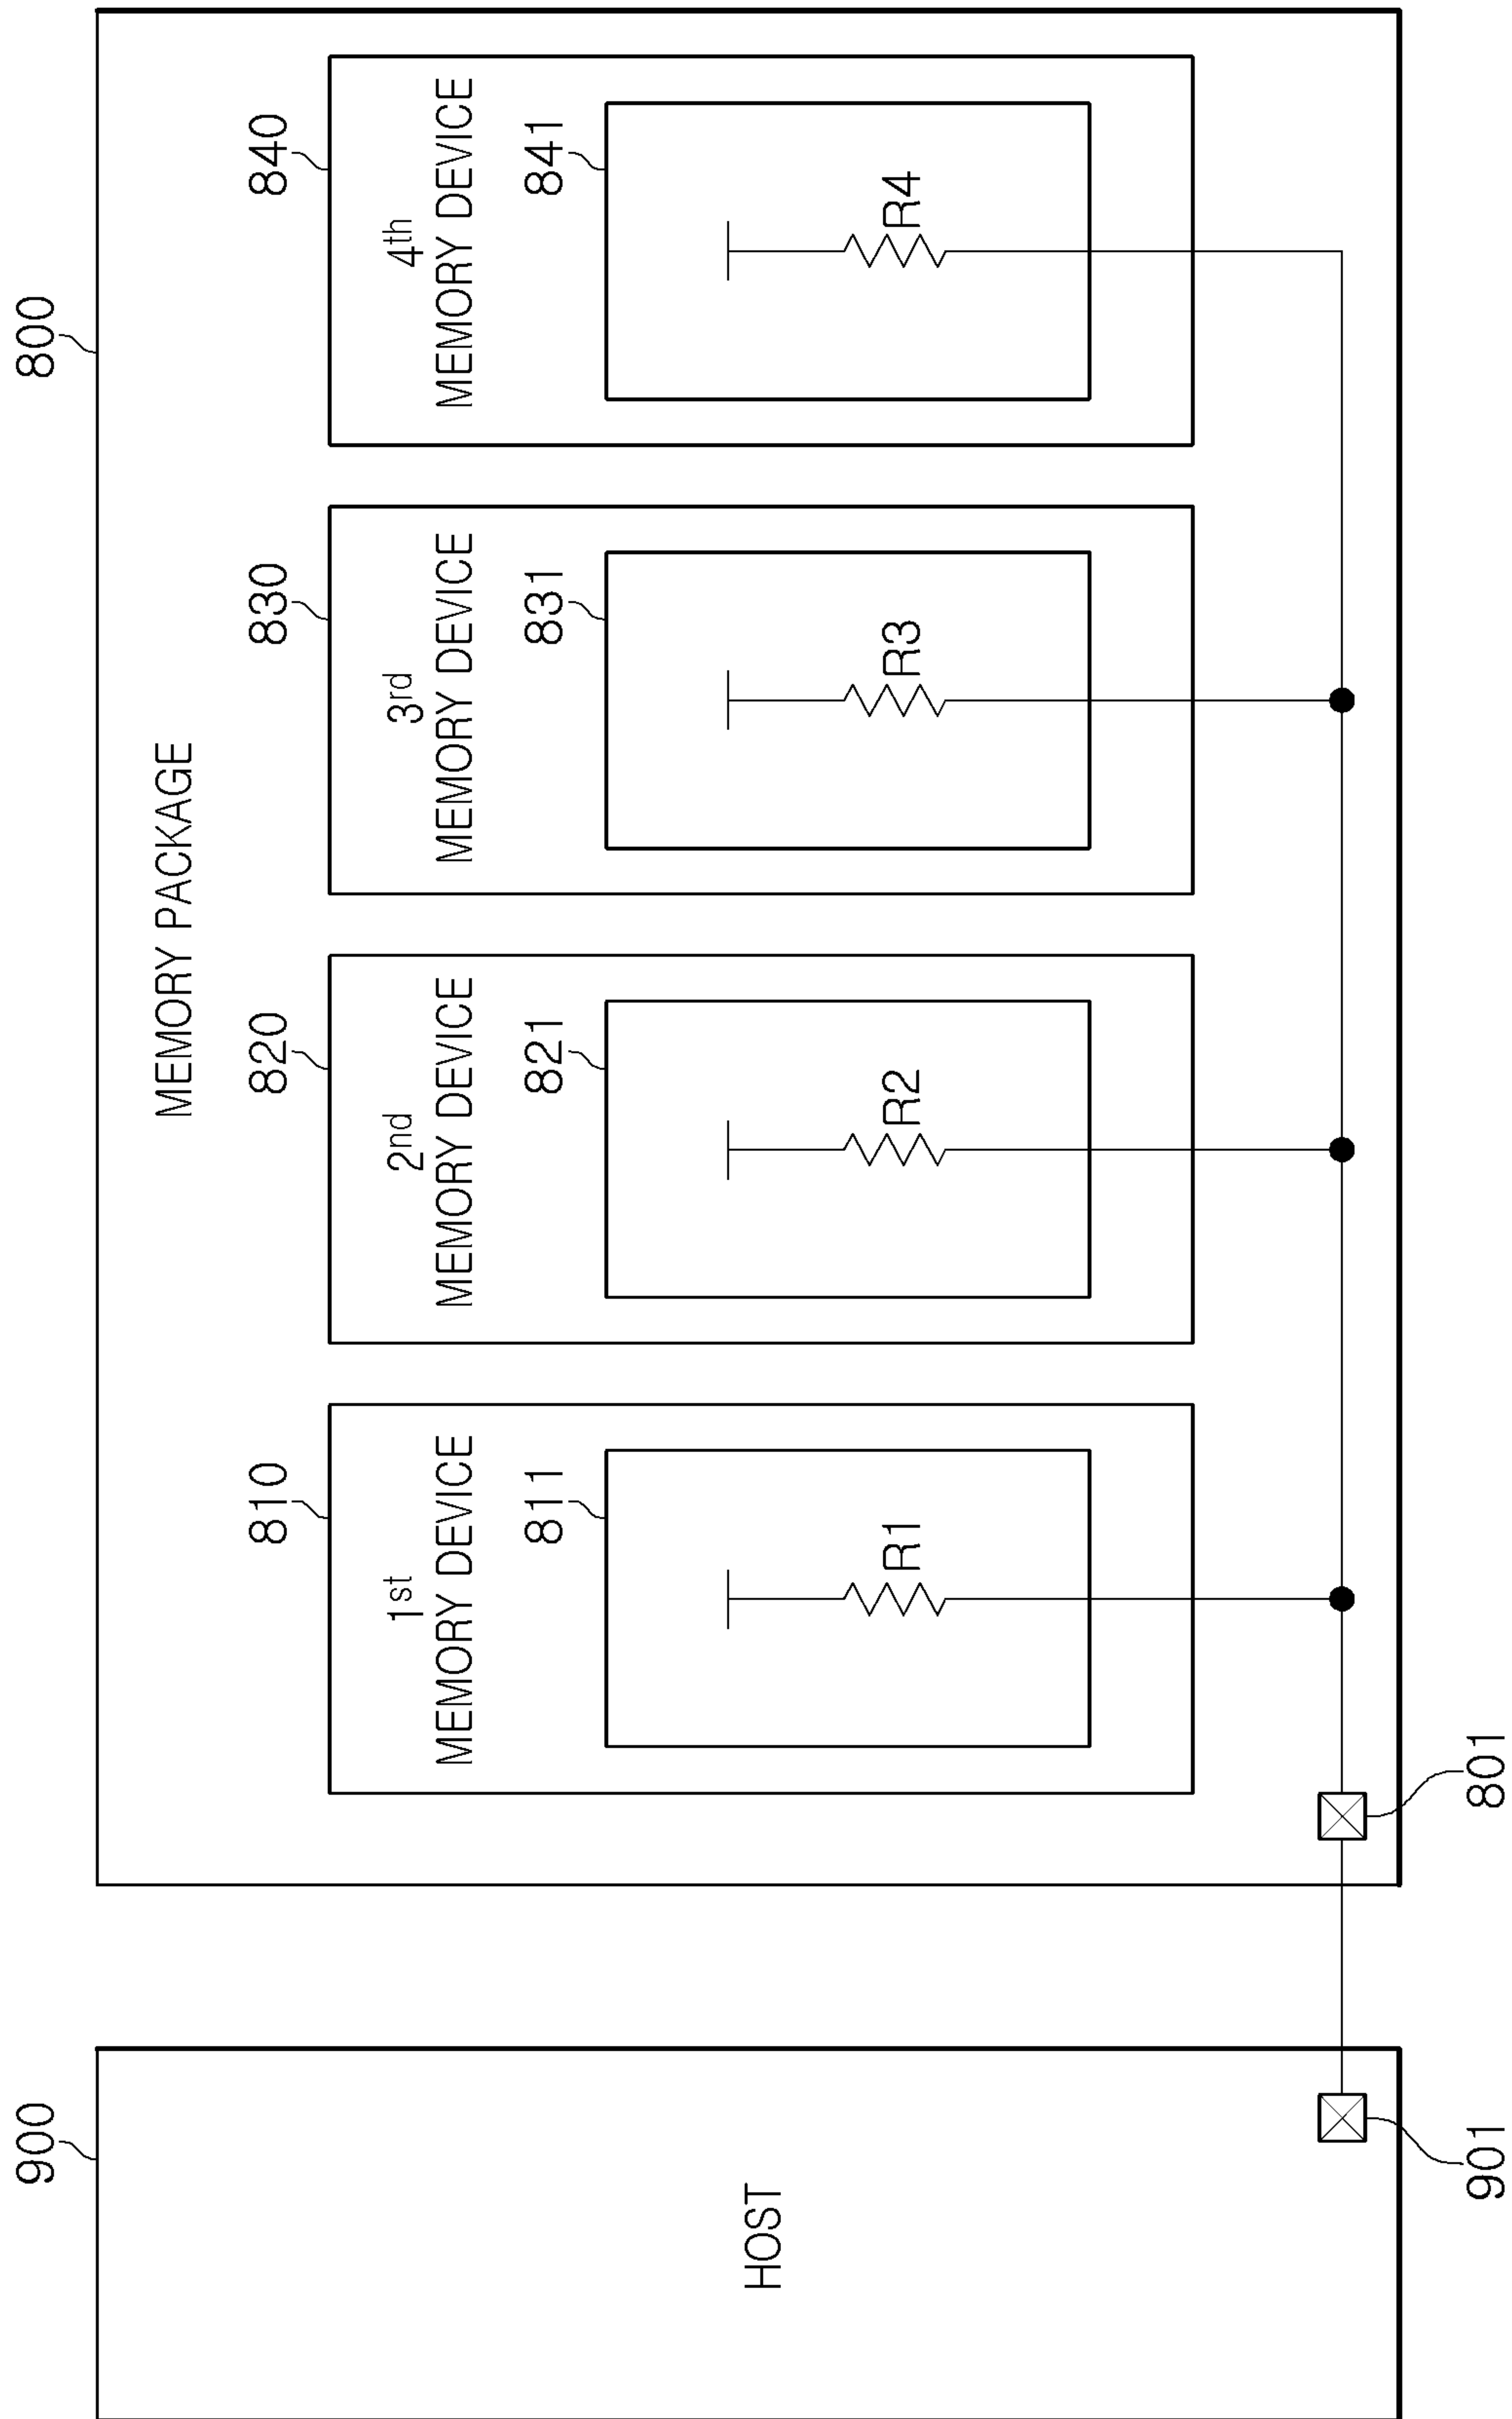 900
HOST
901
800
MEMORY PACKAGE
810
1st
MEMORY DEVICE
811
R1
820
2nd
MEMORY DEVICE
821
R2
830
3rd
MEMORY DEVICE
831
R3
840
4th
MEMORY DEVICE
841
R4
801